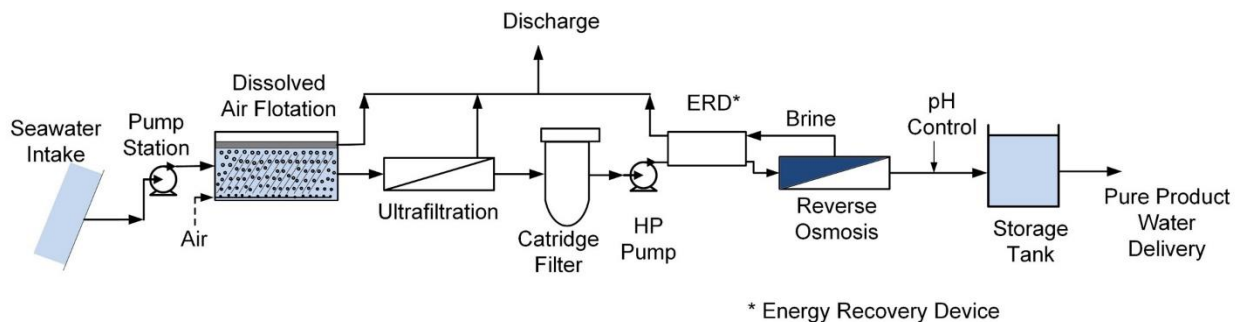 Discharge
Dissolved
Air Flotation
ERD*
pH
Control
Brine
Seawater
Intake
Pump
Station
Air
Ultrafiltration
Catridge
Filter
HP
Pump
Reverse
Osmosis
Storage
Tank
Pure Product
Water
Delivery
* Energy Recovery Device